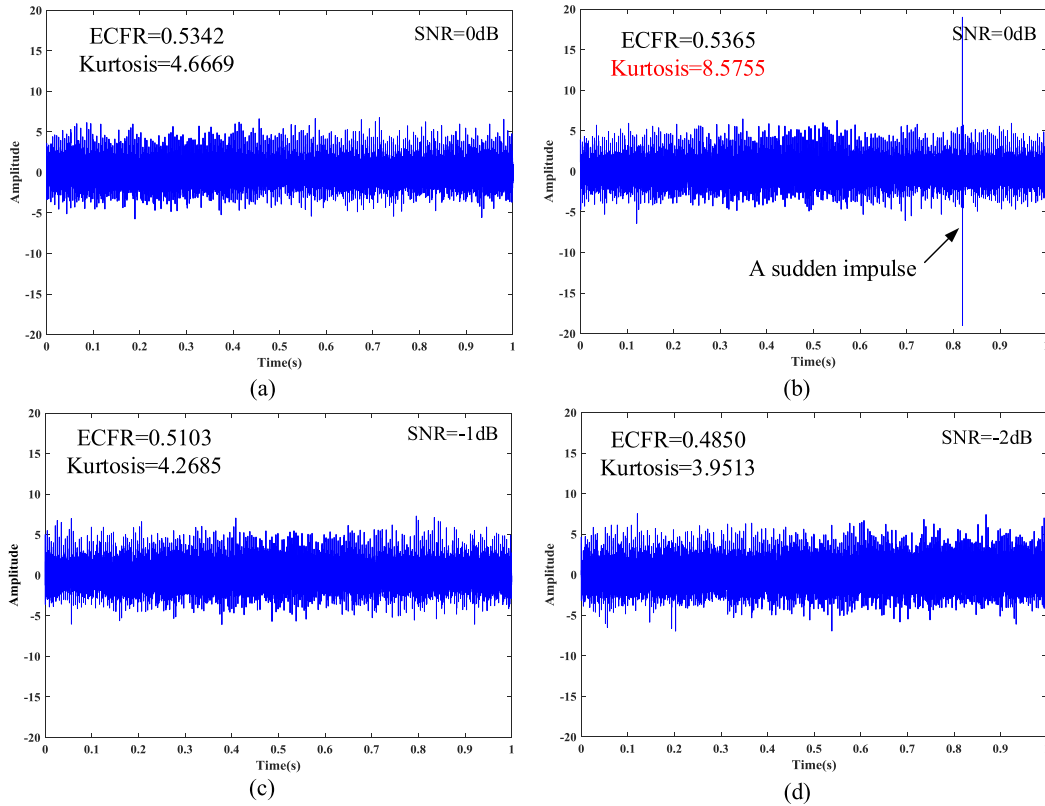 ECFR=0.5342
Kurtosis=4.6669
SNR=0dB
20
15
10
5
0
-5
-10
-15
-20
Amplitude
0 0.1 0.2 0.3 0.4 0.5 0.6 0.7 0.8 0.9 1
Time(s)
(a)
ECFR=0.5365
Kurtosis=8.5755
SNR=0dB
20
15
10
5
0
-5
-10
-15
-20
Amplitude
A sudden impulse
0 0.1 0.2 0.3 0.4 0.5 0.6 0.7 0.8 0.9 1
Time(s)
(b)
ECFR=0.5103
Kurtosis=4.2685
SNR=-1dB
20
15
10
5
0
-5
-10
-15
-20
Amplitude
0 0.1 0.2 0.3 0.4 0.5 0.6 0.7 0.8 0.9 1
Time(s)
(c)
ECFR=0.4850
Kurtosis=3.9513
SNR=-2dB
20
15
10
5
0
-5
-10
-15
-20
Amplitude
0 0.1 0.2 0.3 0.4 0.5 0.6 0.7 0.8 0.9
Time(s)
(d)